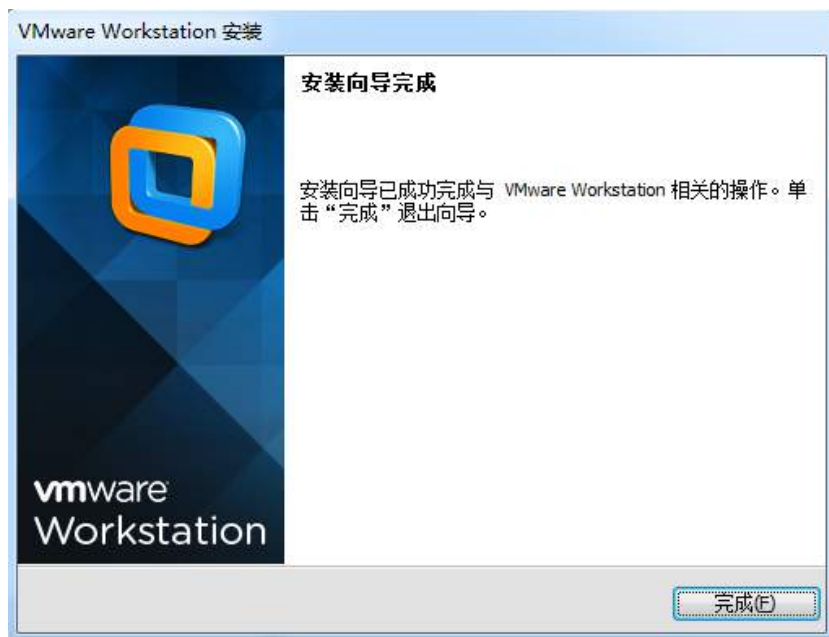 VMware Workstation 安装
安装向导完成
安装向导已成功完成与 VMware Workstation 相关的操作。单
击“完成”退出向导。
vmware
Workstation
完成(F)